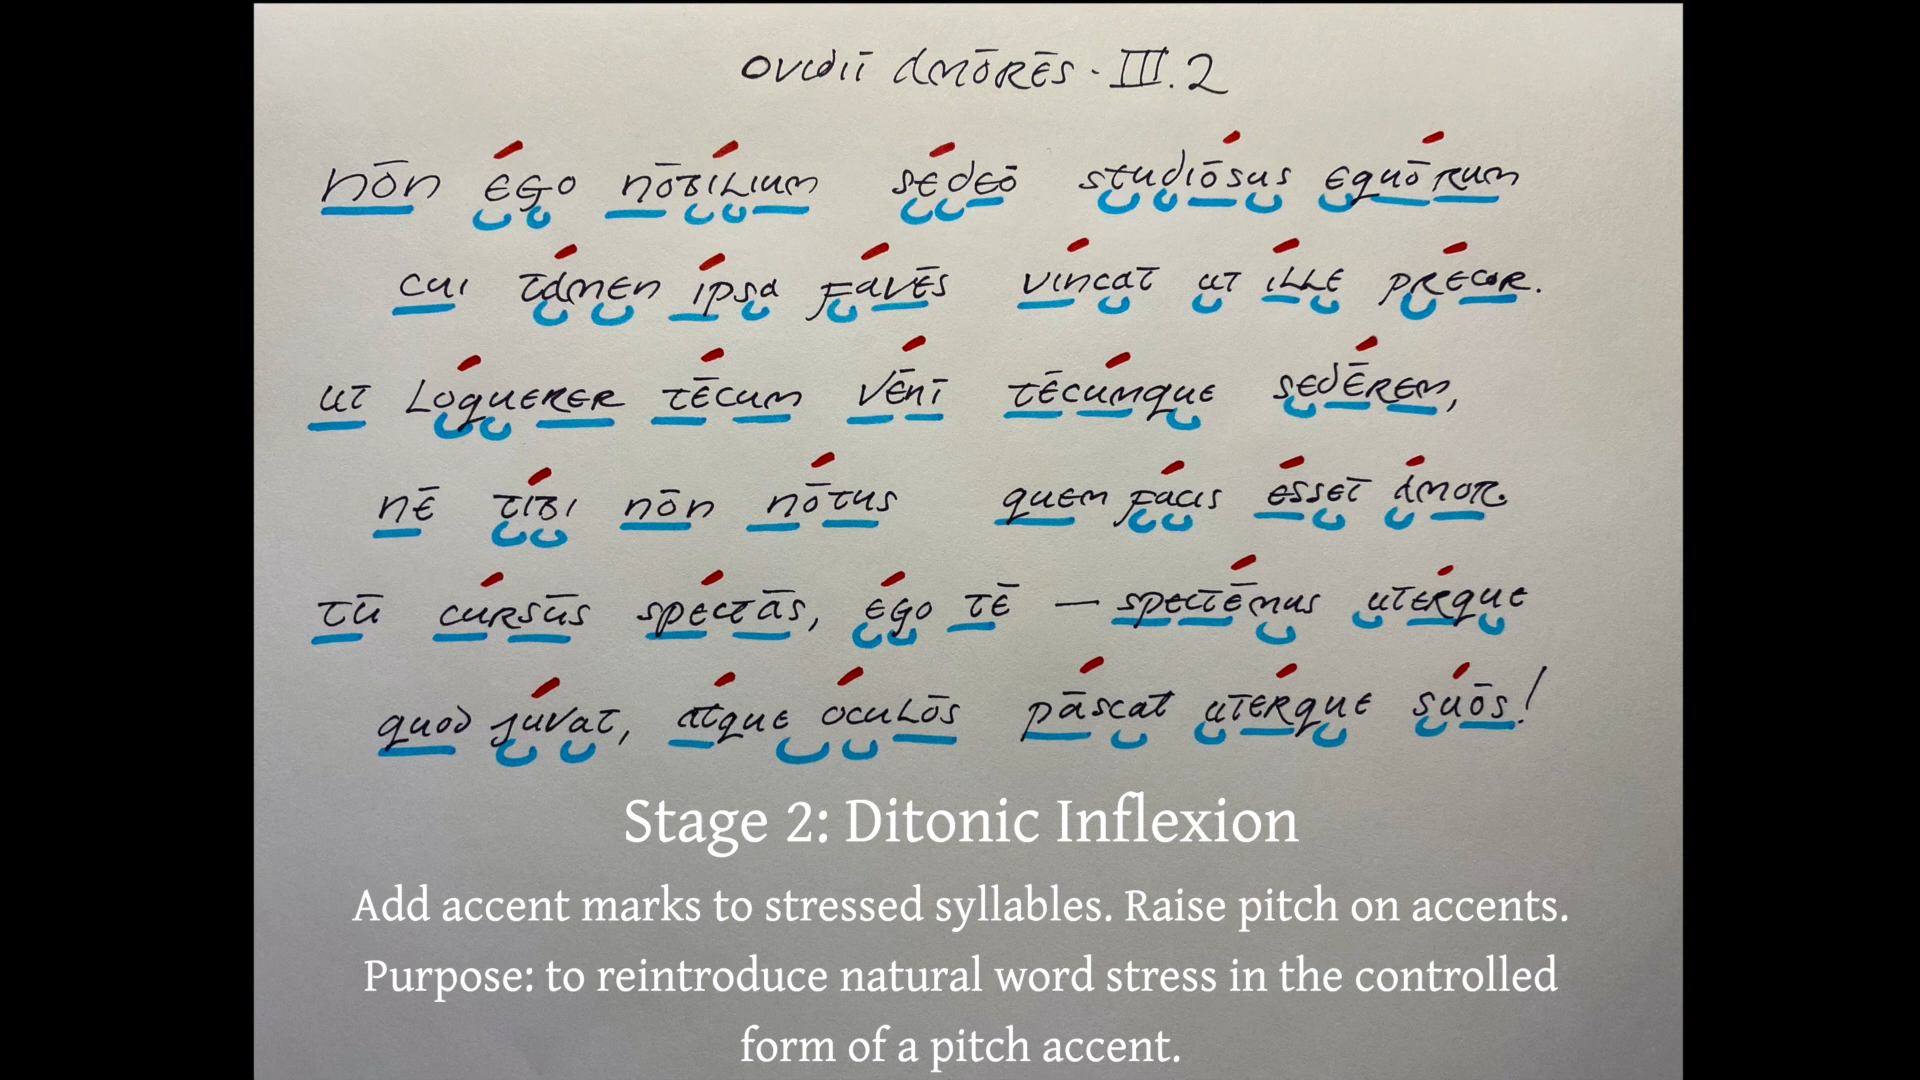 OVIDIĪ AMŌRĒS - III.2
NŌN EGO NŌBILIUM SEDEŌ STUDIŌSUS EQUŌRUM
CUI TAMEN IPSA FAVĒS VINCAT UT ILLE PRECOR.
UT LOQUERER TĒCUM VĒNĪ TĒCUMQUE SEDĒREM,
NĒ TIBI NŌN NŌTUS QUEM FACIS ESSET AMOR.
TŪ CURSŪS SPECTĀS, EGO TĒ — SPECTĒMUS UTERQUE
QUOD JUVAT, ATQUE OCULŌS PĀSCAT UTERQUE SUŌS!
Stage 2: Ditonic Inflexion
Add accent marks to stressed syllables. Raise pitch on accents.
Purpose: to reintroduce natural word stress in the controlled
form of a pitch accent.